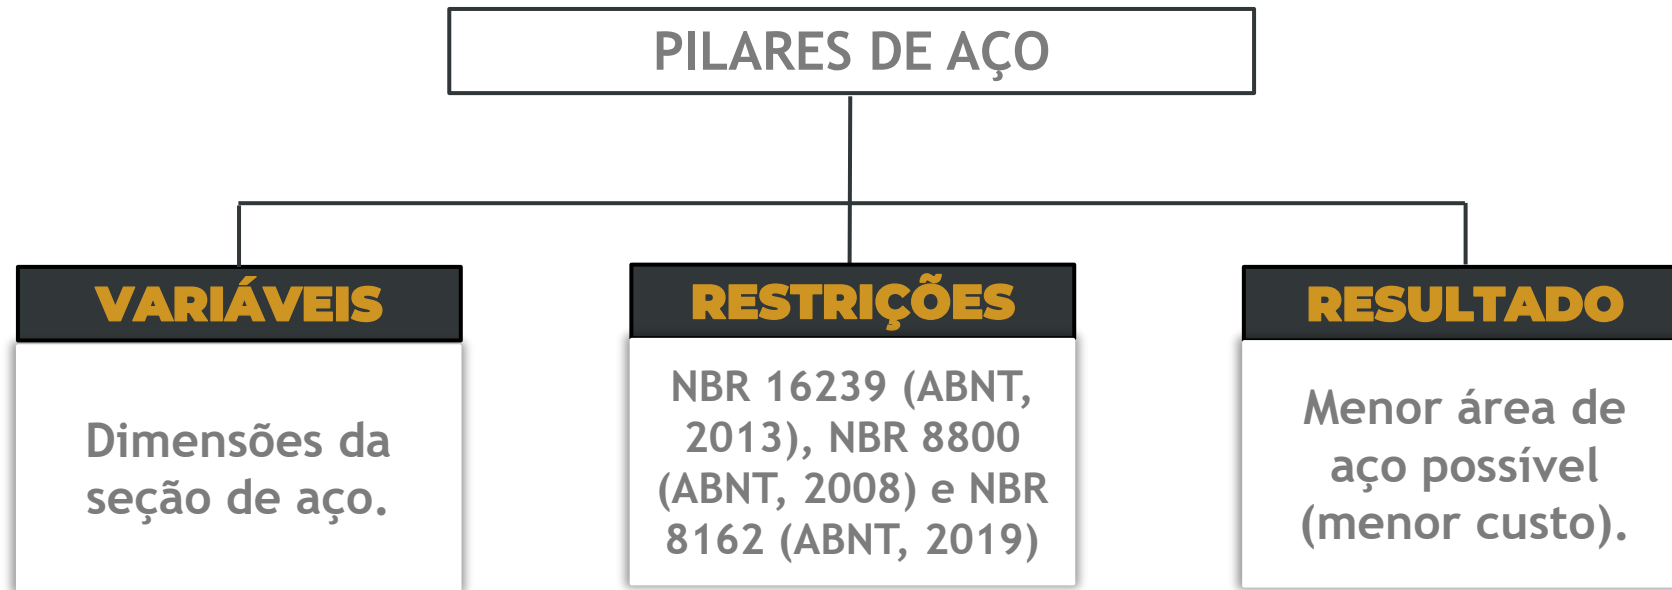 PILARES DE AÇO
VARIÁVEIS
Dimensões da
seção de aço.
RESTRIÇÕES
NBR 16239 (ABNT,
2013), NBR 8800
(ABNT, 2008) e NBR
8162 (ABNT, 2019)
RESULTADO
Menor área de
aço possível
(menor custo).